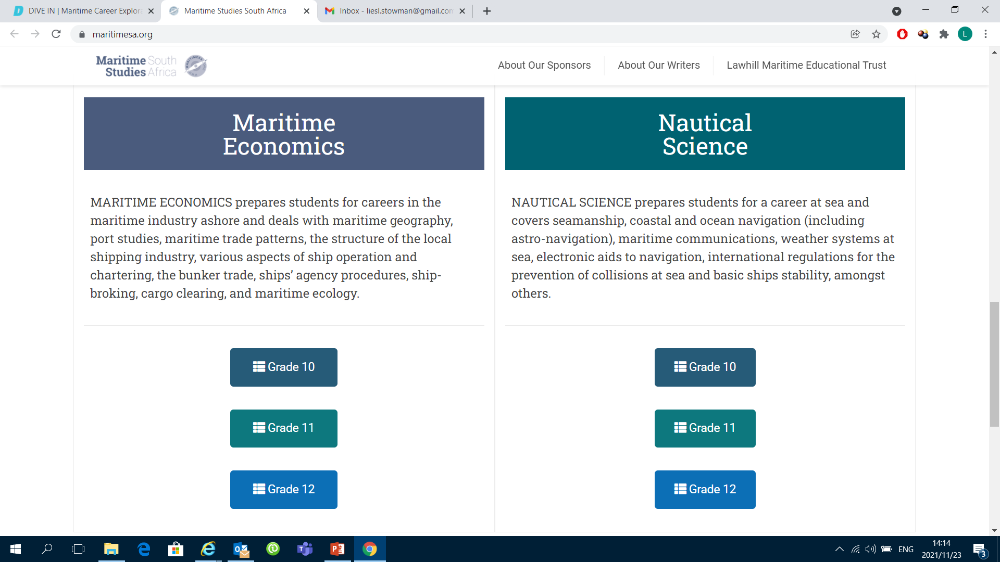 DIVE IN | Maritime Career Explora
Maritime Studies South Africa
Inbox - liesl.stowman@gmail.con
maritimesa.org
L
Maritime South
Studies Africa
About Our Sponsors
About Our Writers
Lawhill Maritime Educational Trust
Maritime
Economics
MARITIME ECONOMICS prepares students for careers in the
maritime industry ashore and deals with maritime geography,
port studies, maritime trade patterns, the structure of the local
shipping industry, various aspects of ship operation and
chartering, the bunker trade, ships’ agency procedures, ship-
broking, cargo clearing, and maritime ecology.
Grade 10
Grade 11
Grade 12
Nautical
Science
NAUTICAL SCIENCE prepares students for a career at sea and
covers seamanship, coastal and ocean navigation (including
astro-navigation), maritime communications, weather systems at
sea, electronic aids to navigation, international regulations for the
prevention of collisions at sea and basic ships stability, amongst
others.
Grade 10
Grade 11
Grade 12
ENG
14:14
2021/11/23
3